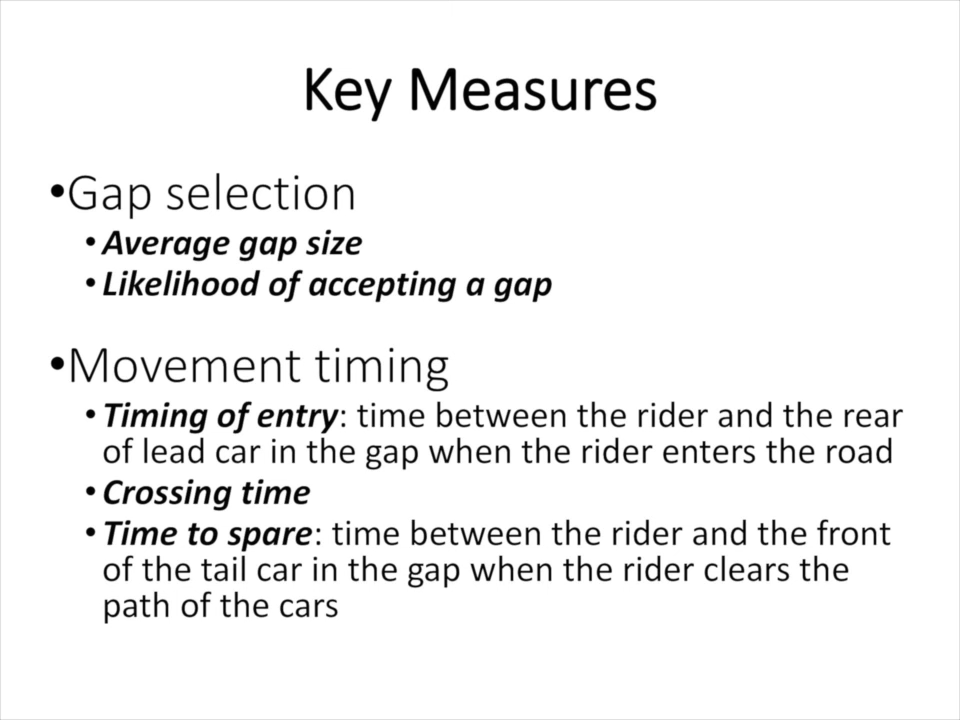 Key Measures
•Gap selection
•Average gap size
•Likelihood of accepting a gap
•Movement timing
•Timing of entry: time between the rider and the rear
of lead car in the gap when the rider enters the road
•Crossing time
•Time to spare: time between the rider and the front
of the tail car in the gap when the rider clears the
path of the cars